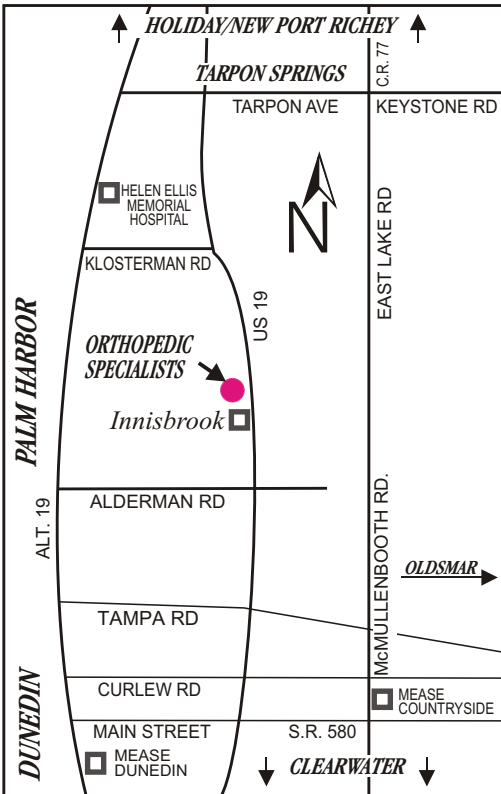 HOLIDAY/NEW PORT RICHEY
C.R. 77
TARPON SPRINGS
TARPON AVE
KEYSTONE RD
HELEN ELLIS
MEMORIAL
HOSPITAL
N
EAST LAKE RD
KLOSTERMAN RD
US 19
PALM HARBOR
ORTHOPEDIC
SPECIALISTS
Innisbrook
ALDERMAN RD
ALT. 19
McMULLENBOOTH RD.
OLDSMAR
TAMPA RD
CURLEW RD
MEASE
COUNTRYSIDE
DUNEDIN
MAIN STREET
S.R. 580
MEASE
DUNEDIN
CLEARWATER